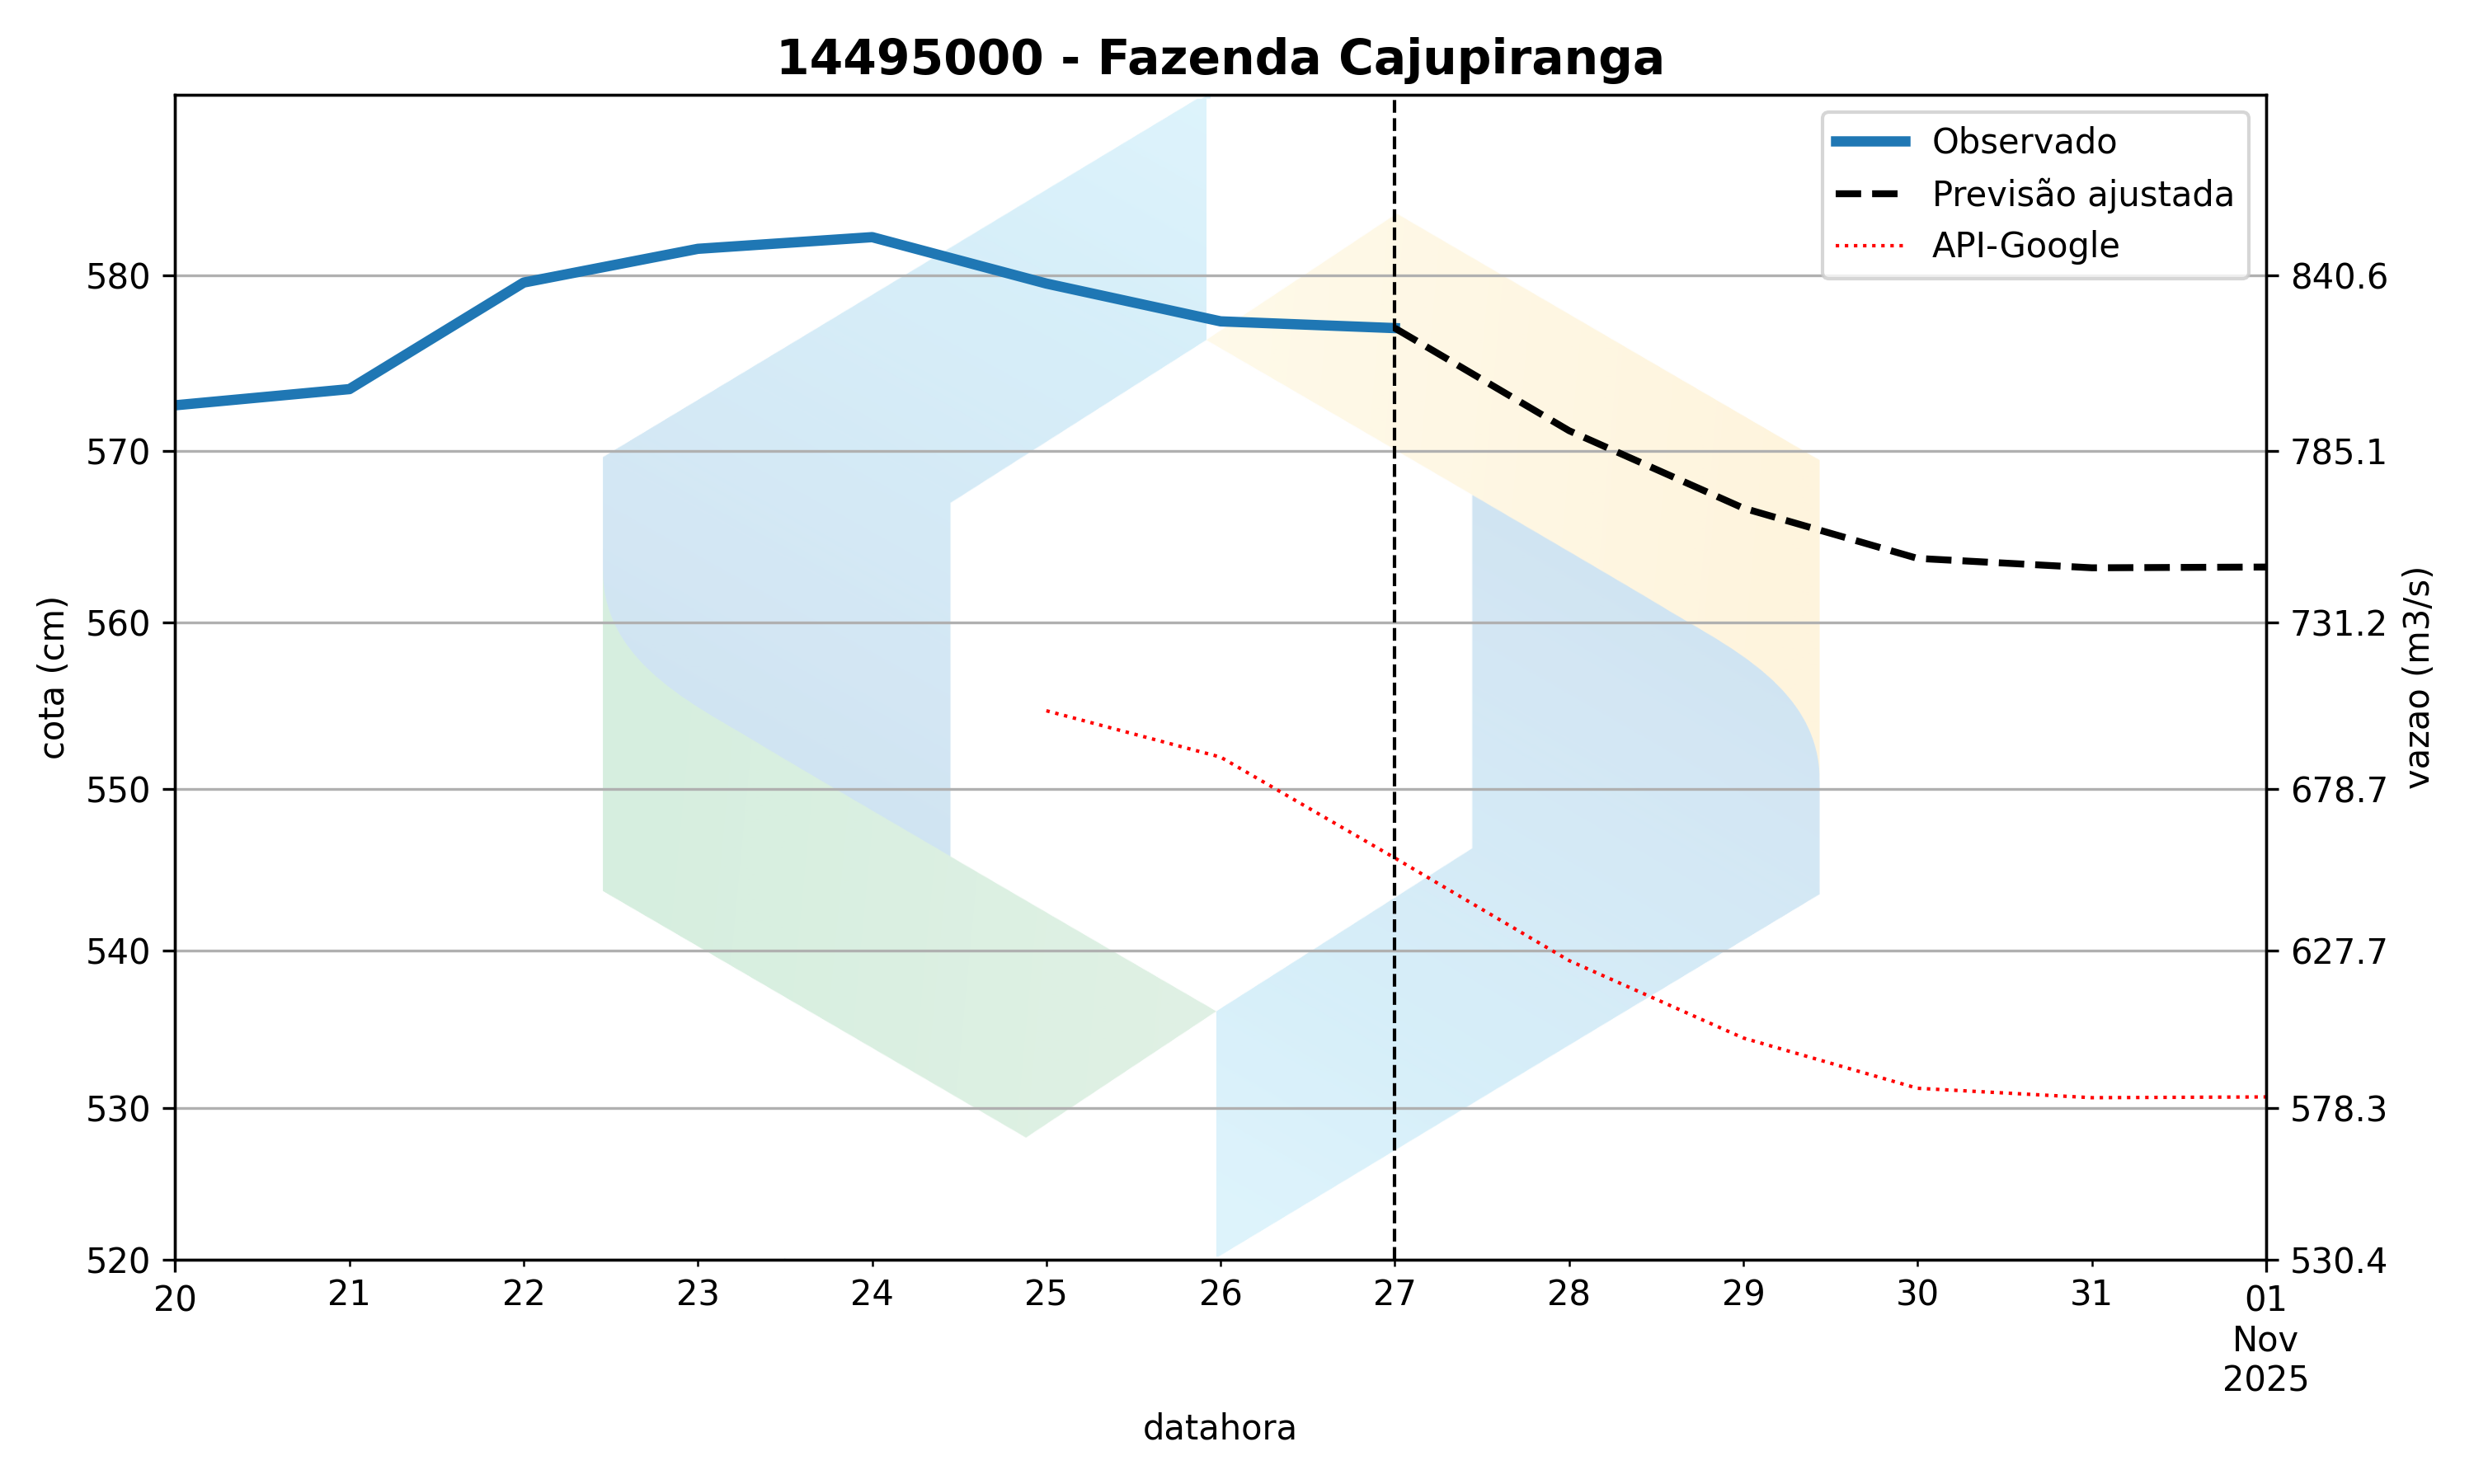 14495000 - Fazenda Cajupiranga
Observado
Previsão ajustada
API-Google
cota (cm)
580
570
560
550
540
530
520
840.6
785.1
731.2
678.7
627.7
578.3
530.4
vazao (m3/s)
20 21 22 23 24 25 26 27 28 29 30 31 01
Nov
2025
datahora